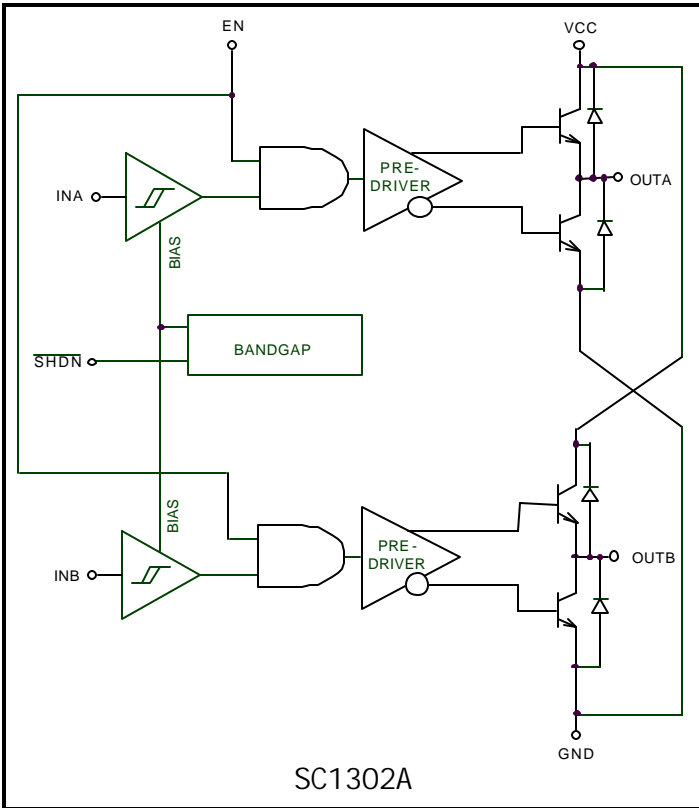 EN
VCC
INA
PRE-
DRIVER
OUTA
BIAS
SHDN
BANDGAP
BIAS
INB
PRE-
DRIVER
OUTB
GND
SC1302A